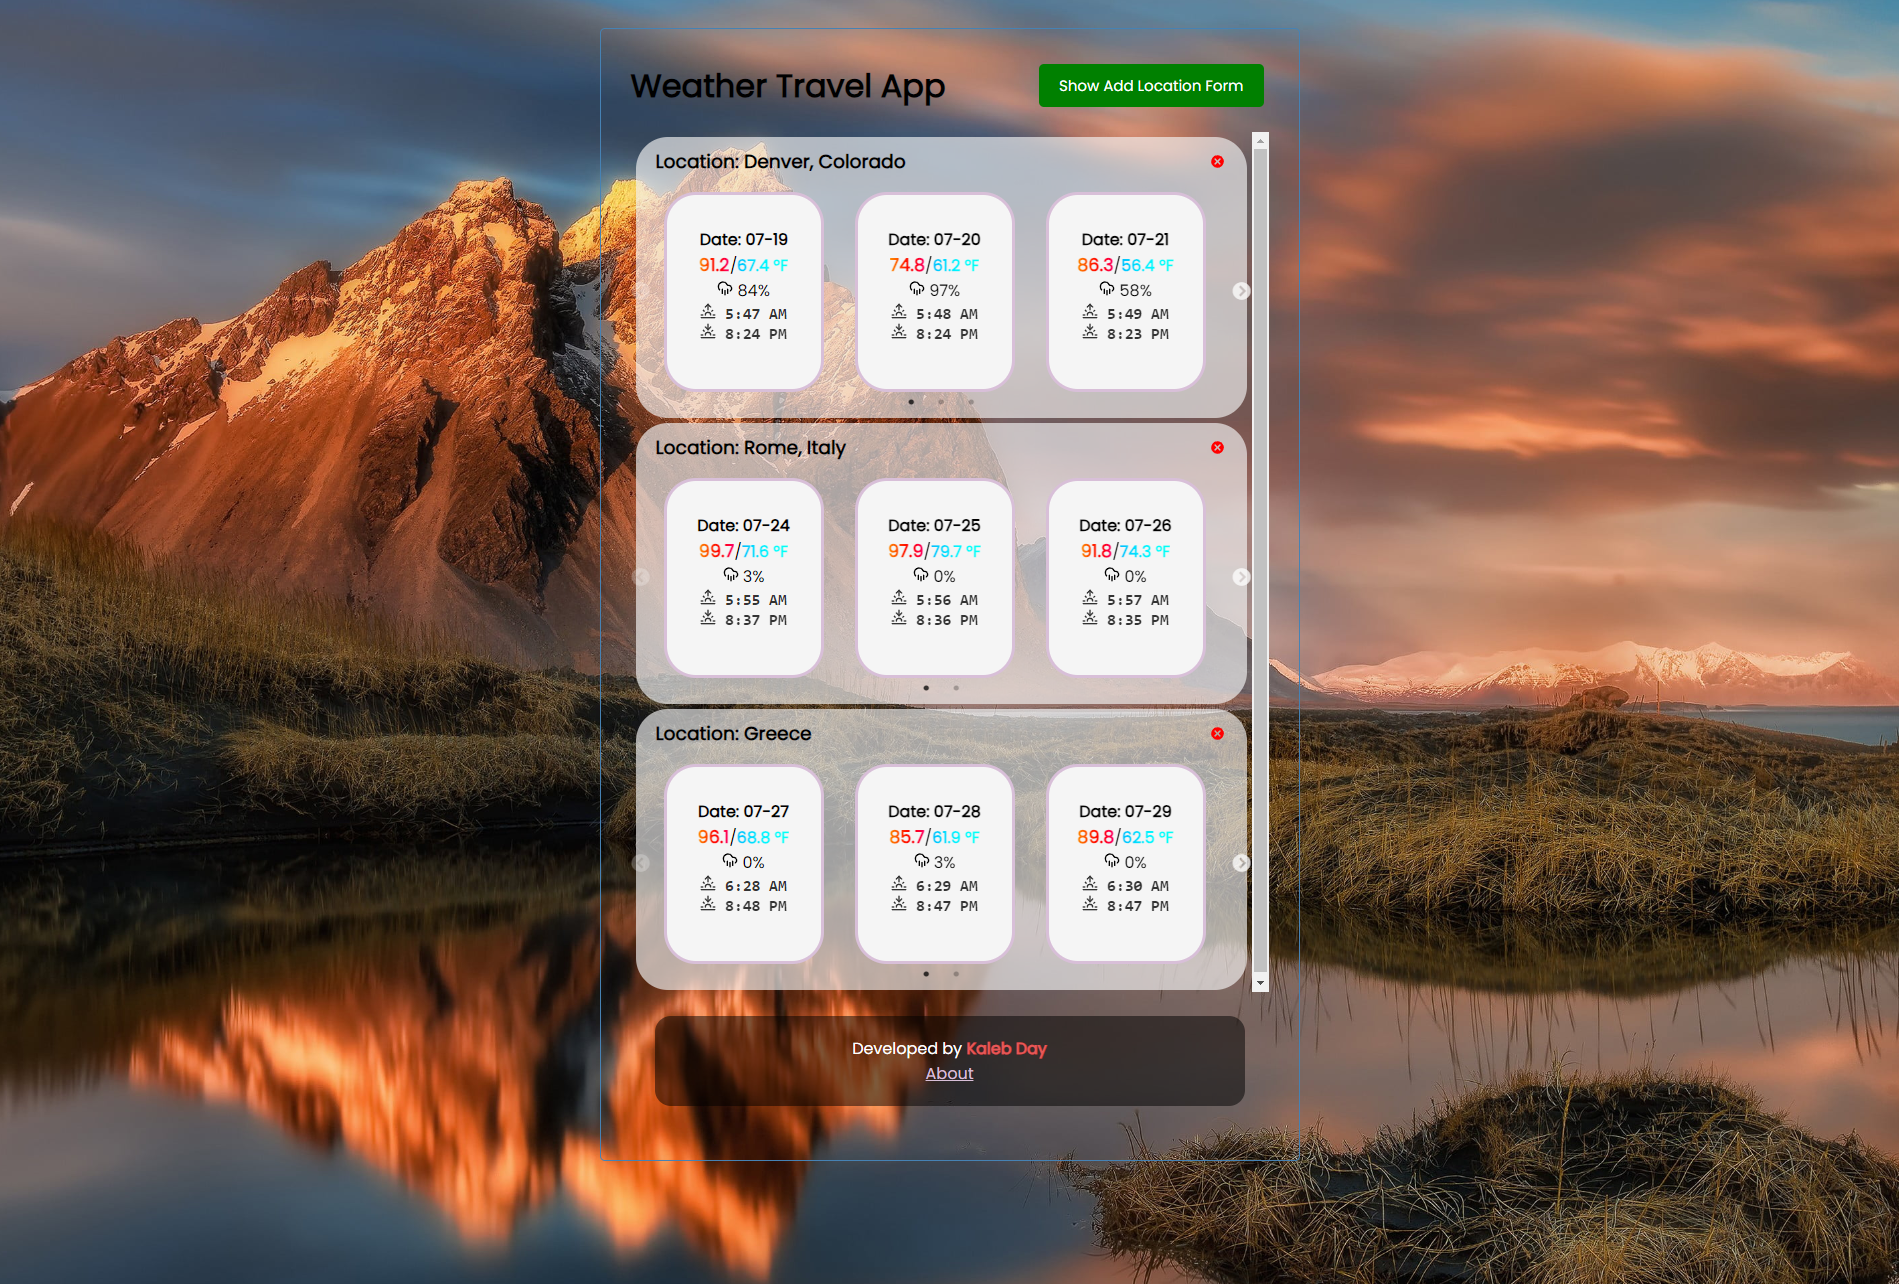 Weather Travel App
Show Add Location Form
Location: Denver, Colorado
Date: 07-19
91.2/67.4 °F
84%
5:47 AM
8:24 PM
Date: 07-20
74.8/61.2 °F
97%
5:48 AM
8:24 PM
Date: 07-21
86.3/56.4 °F
58%
5:49 AM
8:23 PM
Location: Rome, Italy
Date: 07-24
99.7/71.6 °F
3%
5:55 AM
8:37 PM
Date: 07-25
97.9/79.7 °F
0%
5:56 AM
8:36 PM
Date: 07-26
91.8/74.3 °F
0%
5:57 AM
8:35 PM
Location: Greece
Date: 07-27
96.1/68.8 °F
0%
6:28 AM
8:48 PM
Date: 07-28
85.7/61.9 °F
3%
6:29 AM
8:47 PM
Date: 07-29
89.8/62.5 °F
0%
6:30 AM
8:47 PM
Developed by Kaleb Day
About